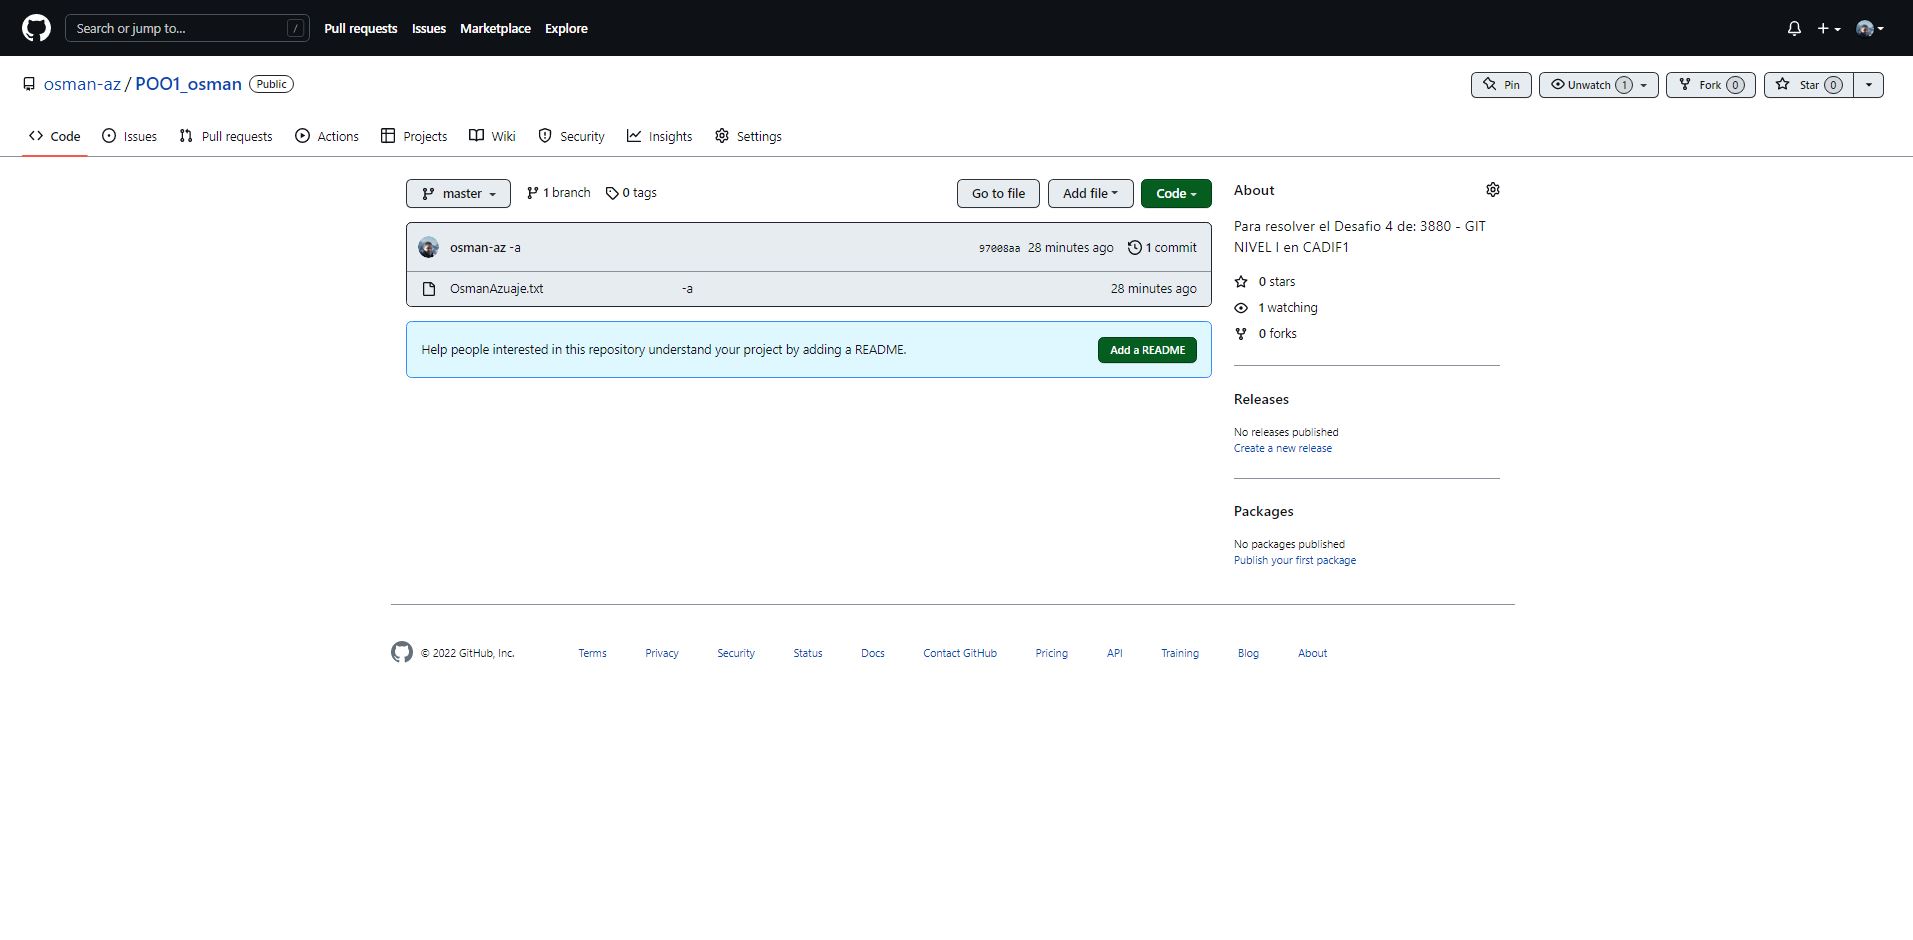 Search or jump to... / Pull requests Issues Marketplace Explore
osman-az / POO1_osman Public Pin Unwatch 1 Fork 0 Star 0
Code Issues Pull requests Actions Projects Wiki Security Insights Settings
master 1 branch 0 tags Go to file Add file Code
osman-az -a 97008aa 28 minutes ago 1 commit
OsmanAzuaje.txt -a 28 minutes ago
Help people interested in this repository understand your project by adding a README. Add a README
About
Para resolver el Desafio 4 de: 3880 - GIT
NIVEL I en CADIF1
0 stars
1 watching
0 forks
Releases
No releases published
Create a new release
Packages
No packages published
Publish your first package
© 2022 GitHub, Inc. Terms Privacy Security Status Docs Contact GitHub Pricing API Training Blog About